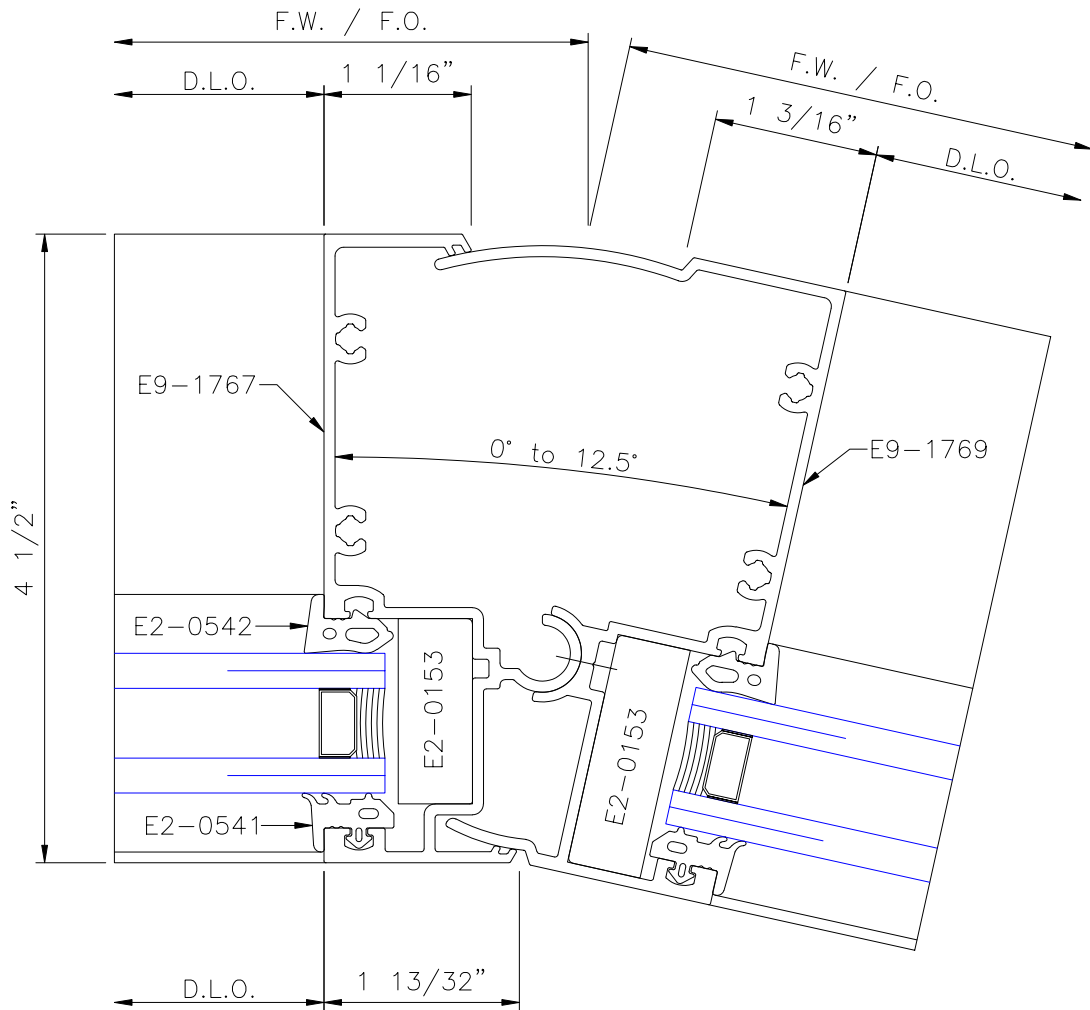 F.W. / F.O.
F.W. / F.O.
D.L.O.
1 1/16”
1 3/16”
D.L.O.
E9-1767
0° to 12.5°
E9-1769
4 1/2”
E2-0542
E2-0153
E2-0153
E2-0541
D.L.O.
1 13/32”